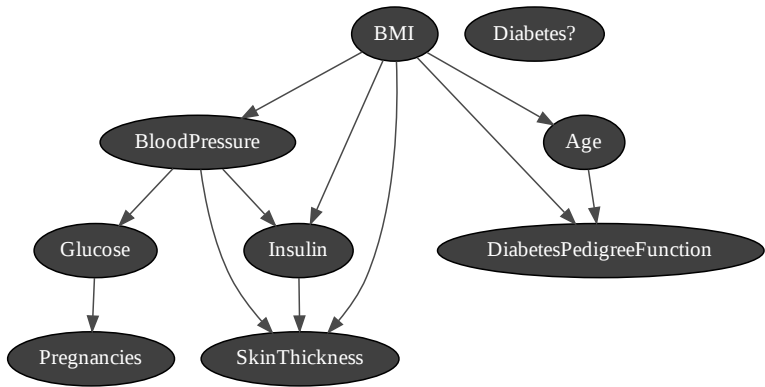 BMI
Diabetes?
BloodPressure
Age
Glucose
Insulin
DiabetesPedigreeFunction
Pregnancies
SkinThickness